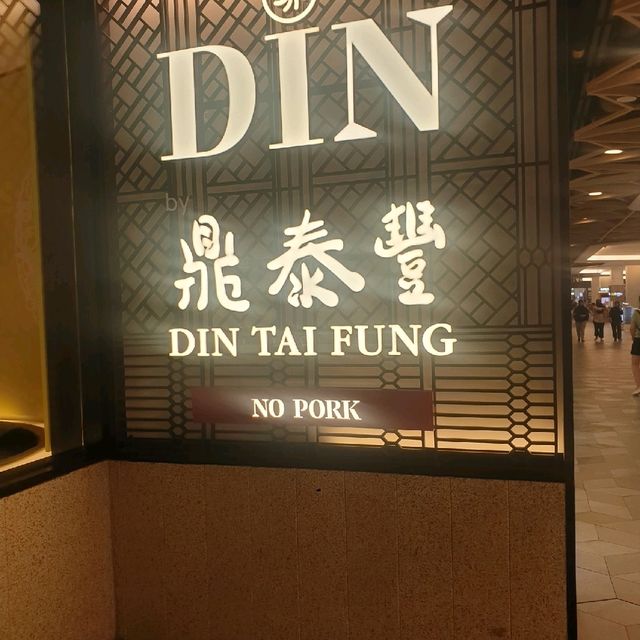 DIN
by
鼎泰豐
DIN TAI FUNG
NO PORK